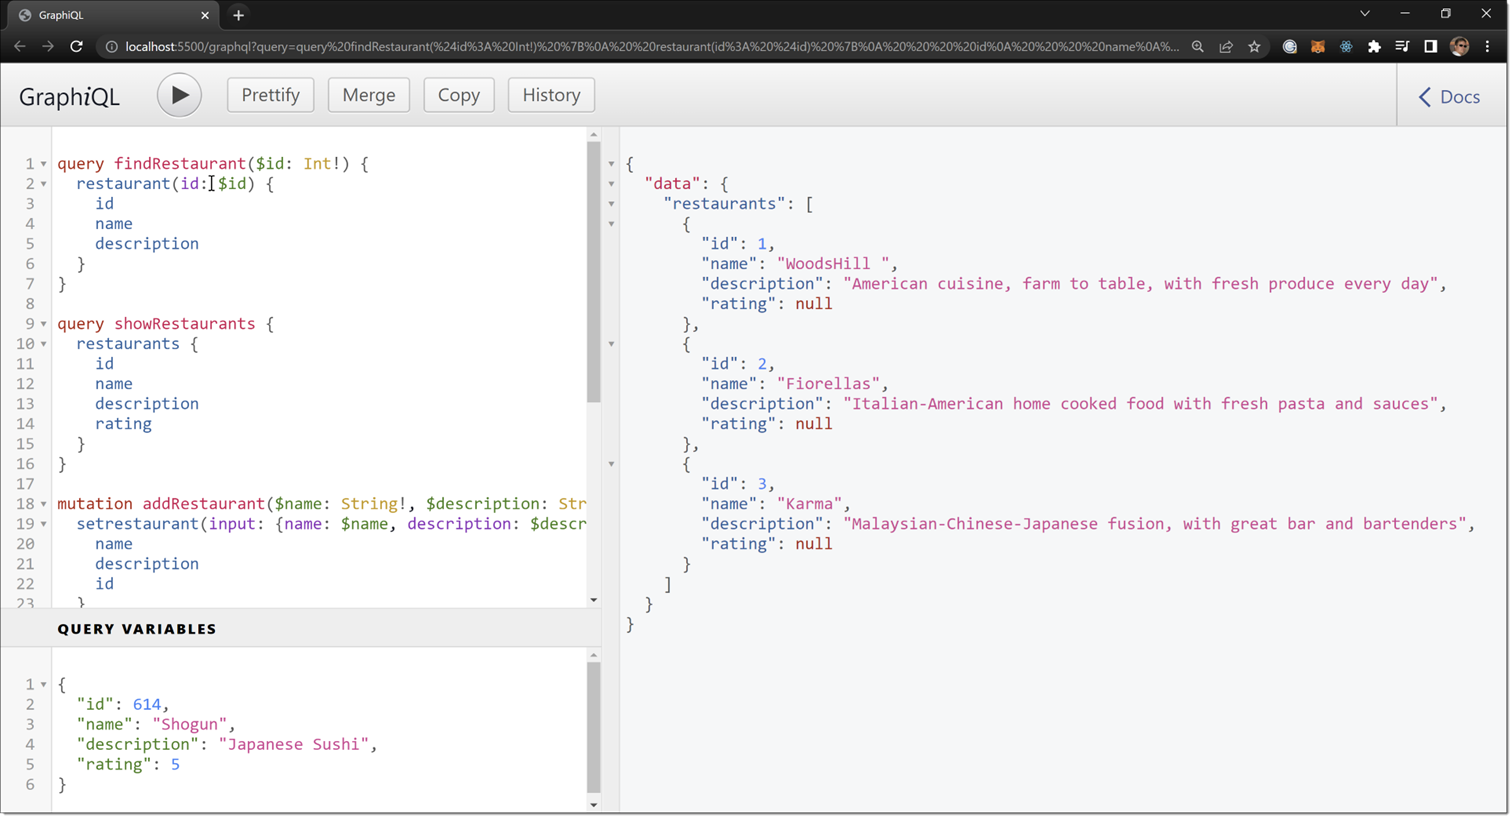 GraphiQL
localhost:5500/graphql?query=query%20findRestaurant(%24id%3A%20Int!)%20%7B%0A%20%20restaurant(id%3A%20%24id)%20%7B%0A%20%20%20%20id%0A%20%20%20%20name%0A%...
GraphiQL
Prettify
Merge
Copy
History
Docs
1 query findRestaurant($id: Int!) {
2 restaurant(id: $id) {
3 id
4 name
5 description
6 }
7 }
8
9 query showRestaurants {
10 restaurants {
11 id
12 name
13 description
14 rating
15 }
16 }
17
18 mutation addRestaurant($name: String!, $description: Str
19 setrestaurant(input: {name: $name, description: $descr
20 name
21 description
22 id
23 }
QUERY VARIABLES
1 {
2 "id": 614,
3 "name": "Shogun",
4 "description": "Japanese Sushi",
5 "rating": 5
6 }
{
"data": {
"restaurants": [
{
"id": 1,
"name": "WoodsHill ",
"description": "American cuisine, farm to table, with fresh produce every day",
"rating": null
},
{
"id": 2,
"name": "Fiorellas",
"description": "Italian-American home cooked food with fresh pasta and sauces",
"rating": null
},
{
"id": 3,
"name": "Karma",
"description": "Malaysian-Chinese-Japanese fusion, with great bar and bartenders",
"rating": null
}
]
}
}